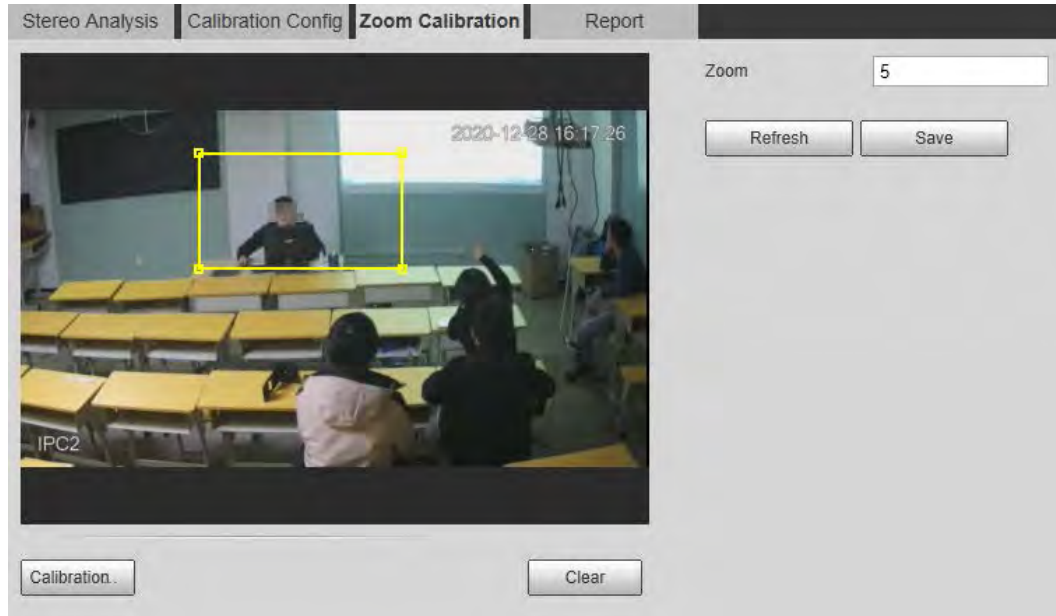 Stereo Analysis Calibration Config Zoom Calibration Report
Zoom 5
2020-12-28 16:17:26
Refresh Save
IPC2
Calibration.. Clear